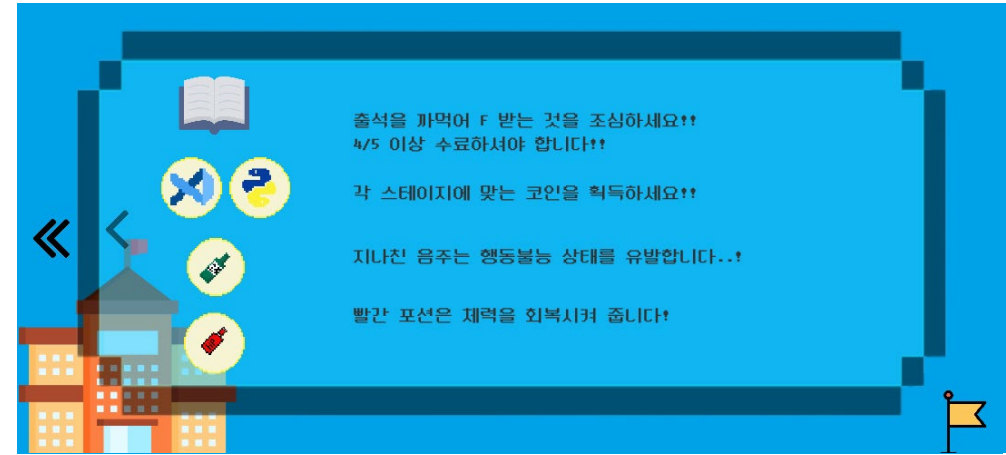 출석을 까먹어 F 받는 것을 조심하세요!!
4/5 이상 수료하셔야 합니다!!
각 스테이지에 맞는 코인을 획득하세요!!
지나친 음주는 행동불능 상태를 유발합니다..!
빨간 포션은 체력을 회복시켜 줍니다!